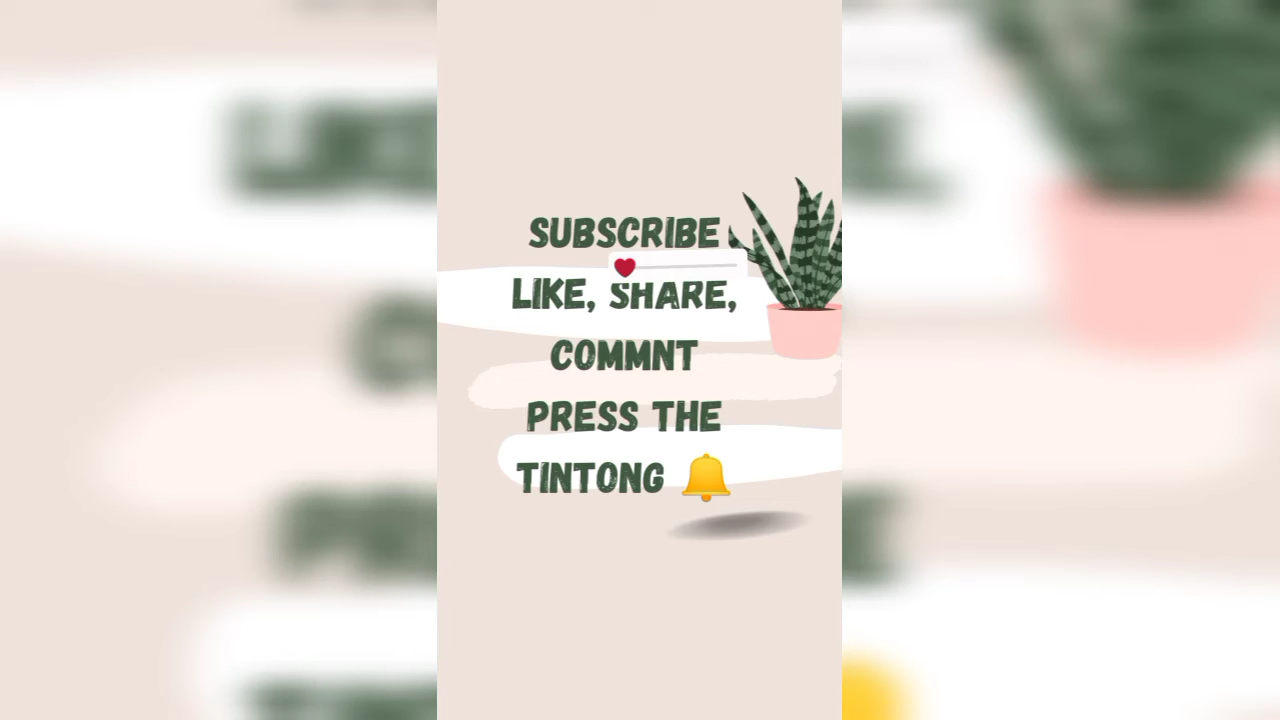 SUBSCRIBE
LIKE, SHARE,
COMMNT
PRESS THE
TINTONG